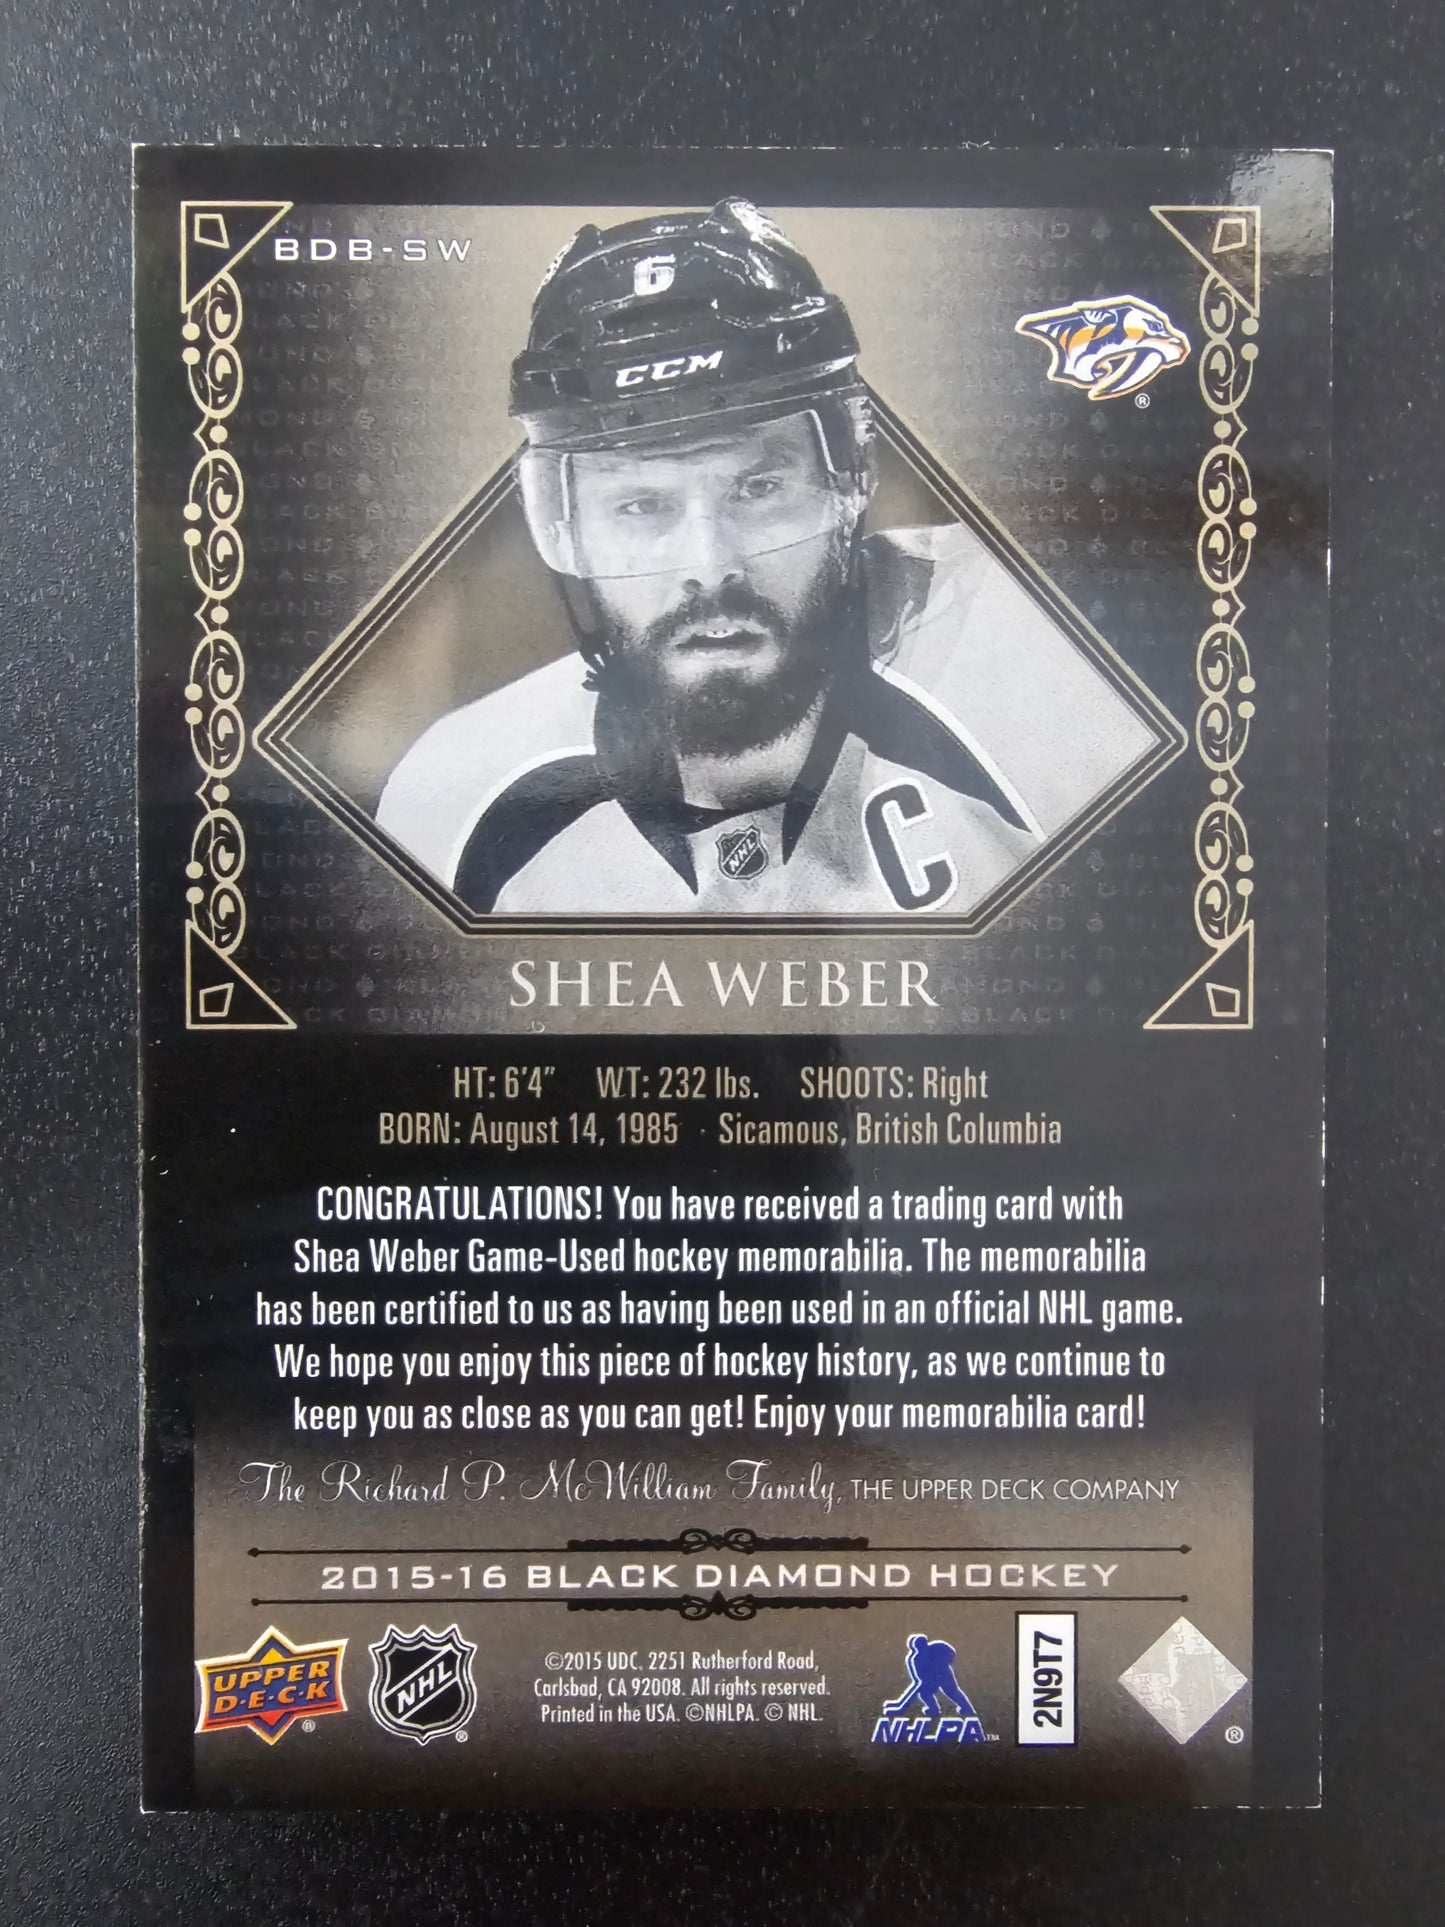 BDB-SW
6
CCM
®
NHL
C
SHEA WEBER
HT: 6'4" WT: 232 lbs. SHOOTS: Right
BORN: August 14, 1985 · Sicamous, British Columbia
CONGRATULATIONS! You have received a trading card with
Shea Weber Game-Used hockey memorabilia. The memorabilia
has been certified to us as having been used in an official NHL game.
We hope you enjoy this piece of hockey history, as we continue to
keep you as close as you can get! Enjoy your memorabilia card!
The Richard P. McWilliam Family, THE UPPER DECK COMPANY
2015-16 BLACK DIAMOND HOCKEY
UPPER
D·E·C·K
®
NHL
®
©2015 UDC. 2251 Rutherford Road,
Carlsbad, CA 92008. All rights reserved.
Printed in the USA. ©NHLPA. © NHL.
NHLPA
2N9T7
®